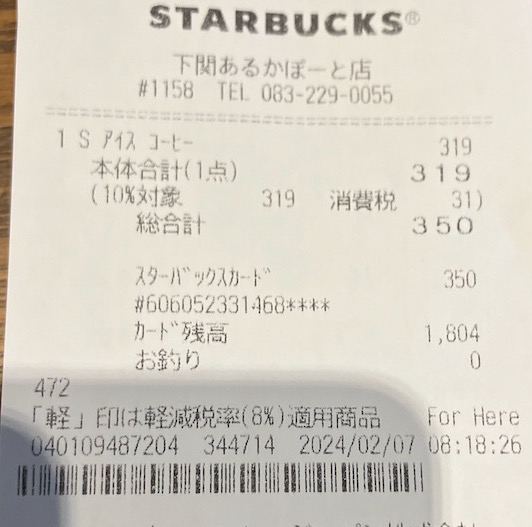 STARBUCKS®
下関あるかぽーと店
#1158 TEL 083-229-0055
1 S ｱｲｽ ｺｰﾋｰ 319
本体合計(1点) 319
(10%対象 319 消費税 31)
総合計 350
ｽﾀｰﾊﾞｯｸｽｶｰﾄﾞ 350
#606052331468****
ｶｰﾄﾞ残高 1,804
お釣り 0
472
「軽」印は軽減税率(8%)適用商品 For Here
040109487204 344714 2024/02/07 08:18:26